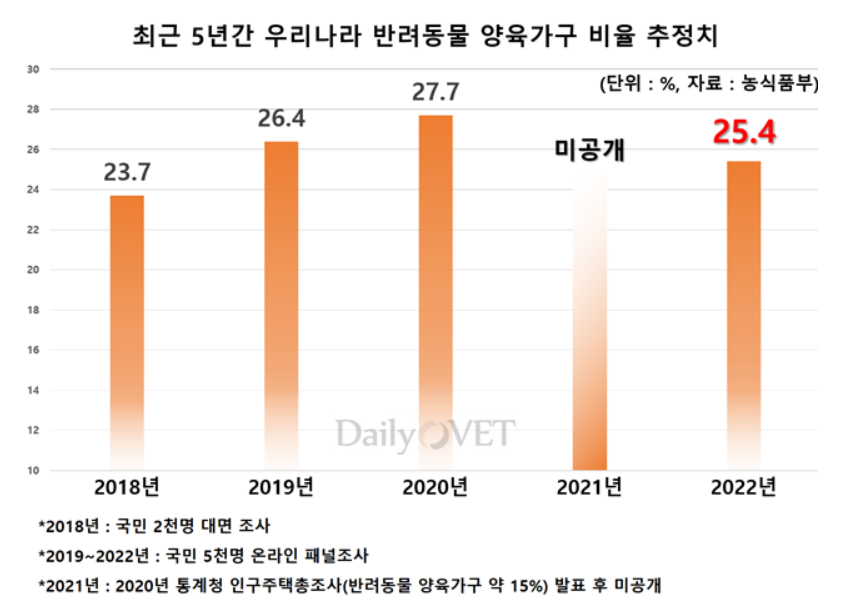 최근 5년간 우리나라 반려동물 양육가구 비율 추정치
(단위 : %, 자료 : 농식품부)
30
28
26
24
22
20
18
16
14
12
10
23.7
26.4
27.7
미공개
25.4
DailyVET
2018년
2019년
2020년
2021년
2022년
*2018년 : 국민 2천명 대면 조사
*2019~2022년 : 국민 5천명 온라인 패널조사
*2021년 : 2020년 통계청 인구주택총조사(반려동물 양육가구 약 15%) 발표 후 미공개